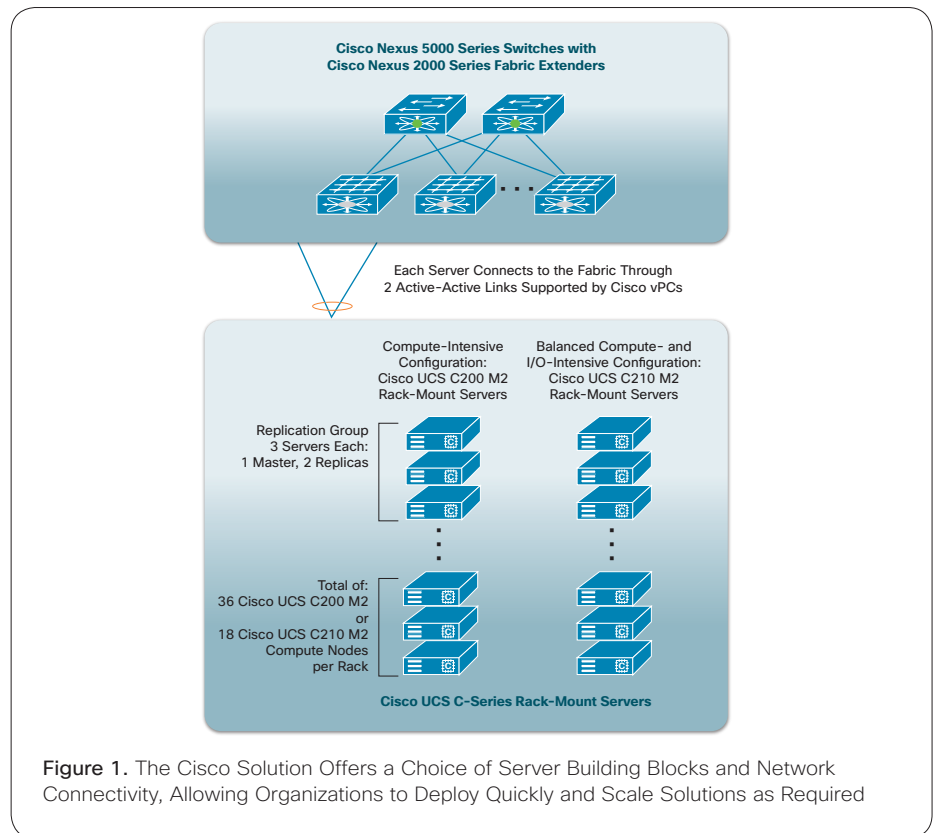 Cisco Nexus 5000 Series Switches with
Cisco Nexus 2000 Series Fabric Extenders
Each Server Connects to the Fabric Through
2 Active-Active Links Supported by Cisco vPCs
Compute-Intensive
Configuration:
Cisco UCS C200 M2
Rack-Mount Servers
Balanced Compute- and
I/O-Intensive Configuration:
Cisco UCS C210 M2
Rack-Mount Servers
Replication Group
3 Servers Each:
1 Master, 2 Replicas
C
C
C
C
C
C
Total of:
36 Cisco UCS C200 M2
or
18 Cisco UCS C210 M2
Compute Nodes
per Rack
C
C
C
C
C
C
Cisco UCS C-Series Rack-Mount Servers
Figure 1. The Cisco Solution Offers a Choice of Server Building Blocks and Network
Connectivity, Allowing Organizations to Deploy Quickly and Scale Solutions as Required